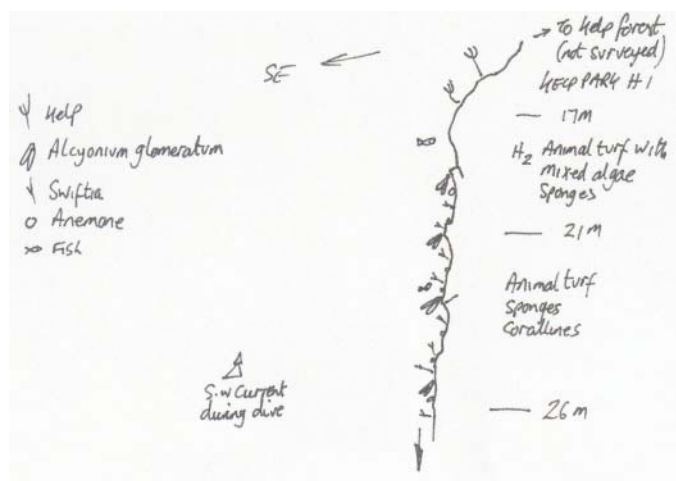 SE
Kelp
Alcyonium glomeratum
Swiftia
Anemone
Fish
S.W Current
during dive
→ To Kelp forest
(not surveyed)
KELP PARK H1
— 17m
H2 Animal turf with
mixed algae
Sponges
— 21m
Animal turf
Sponges
Corallines
— 26m